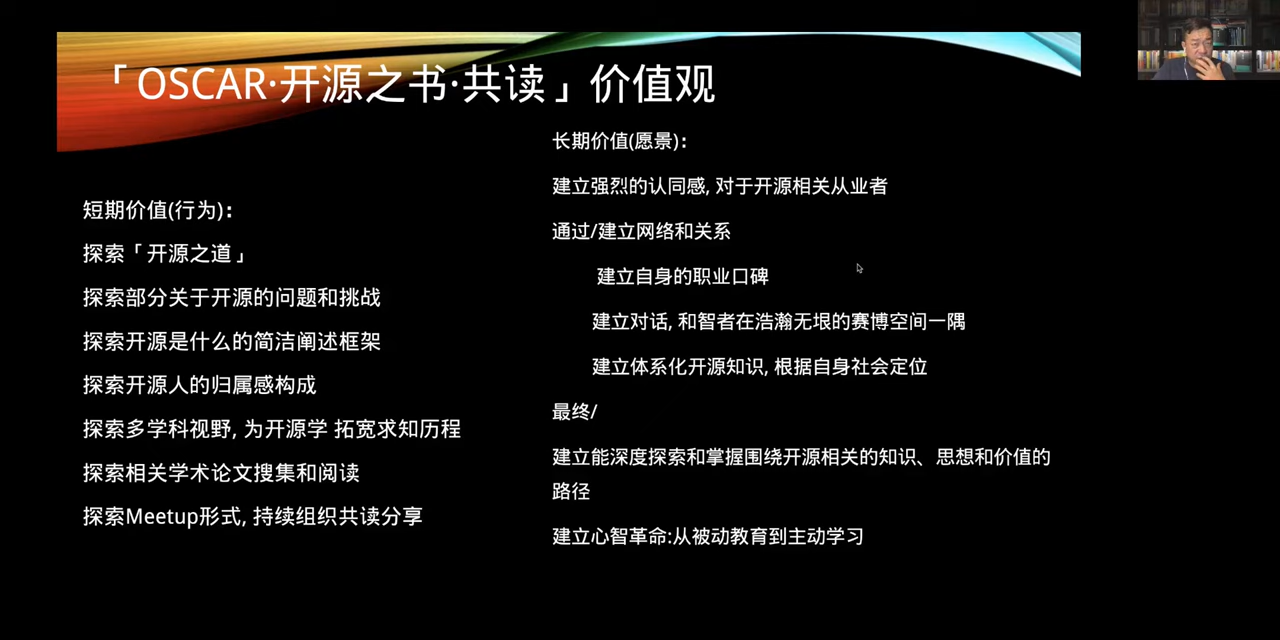 「OSCAR·开源之书·共读」价值观
短期价值(行为):
探索「开源之道」
探索部分关于开源的问题和挑战
探索开源是什么的简洁阐述框架
探索开源人的归属感构成
探索多学科视野, 为开源学 拓宽求知历程
探索相关学术论文搜集和阅读
探索Meetup形式, 持续组织共读分享
长期价值(愿景):
建立强烈的认同感, 对于开源相关从业者
通过/建立网络和关系
建立自身的职业口碑
建立对话, 和智者在浩瀚无垠的赛博空间一隅
建立体系化开源知识, 根据自身社会定位
最终/
建立能深度探索和掌握围绕开源相关的知识、思想和价值的
路径
建立心智革命:从被动教育到主动学习